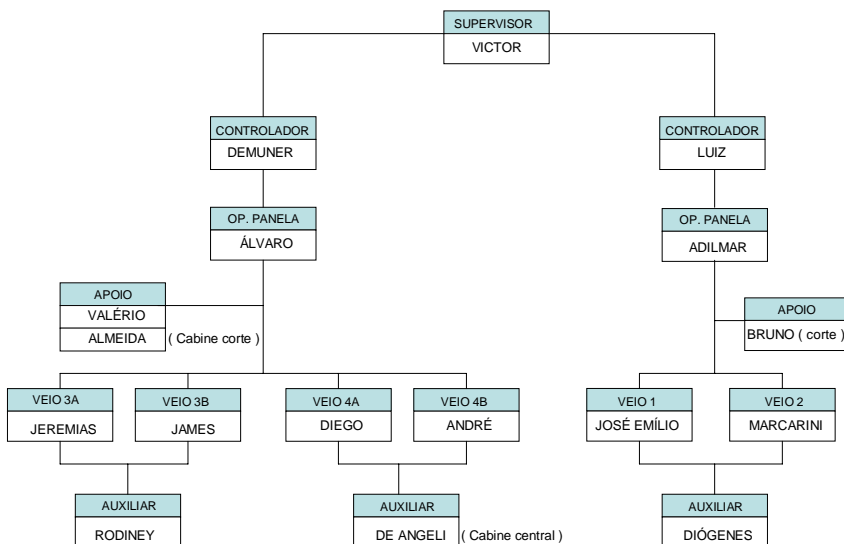 SUPERVISOR
VICTOR
CONTROLADOR
DEMUNER
CONTROLADOR
LUIZ
OP. PANELA
ÁLVARO
OP. PANELA
ADILMAR
APOIO
VALÉRIO
ALMEIDA ( Cabine corte )
APOIO
BRUNO ( corte )
VEIO 3A
JEREMIAS
VEIO 3B
JAMES
VEIO 4A
DIEGO
VEIO 4B
ANDRÉ
VEIO 1
JOSÉ EMÍLIO
VEIO 2
MARCARINI
AUXILIAR
RODINEY
AUXILIAR
DE ANGELI ( Cabine central )
AUXILIAR
DIÓGENES